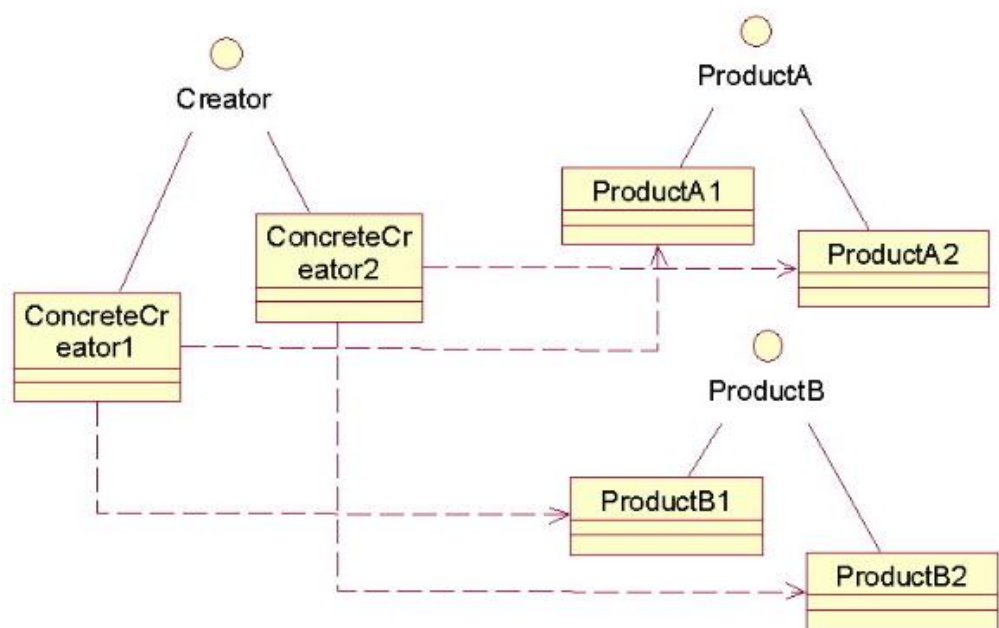 Creator
ProductA
ProductA1
ConcreteCr
eator2
ProductA2
ConcreteCr
eator1
ProductB
ProductB1
ProductB2